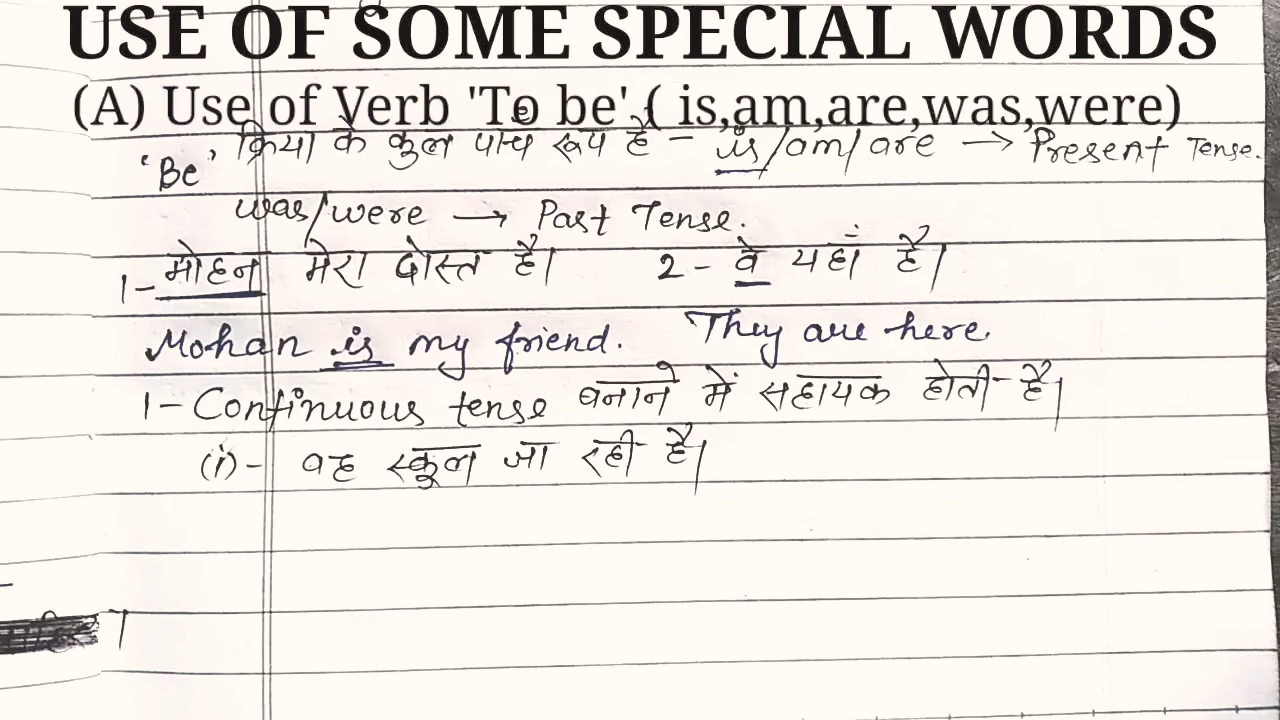 USE OF SOME SPECIAL WORDS
(A) Use of Verb 'To be' ( is,am,are,was,were)
'Be' क्रिया के कुल पांच रूप हैं - is/am/are → Present Tense.
was/were → Past Tense.
1- मोहन मेरा दोस्त है। 2- वे यहां हैं।
Mohan is my friend. They are here.
1- Continuous tense बनाने में सहायक होती है।
(i)- वह स्कूल जा रही है।